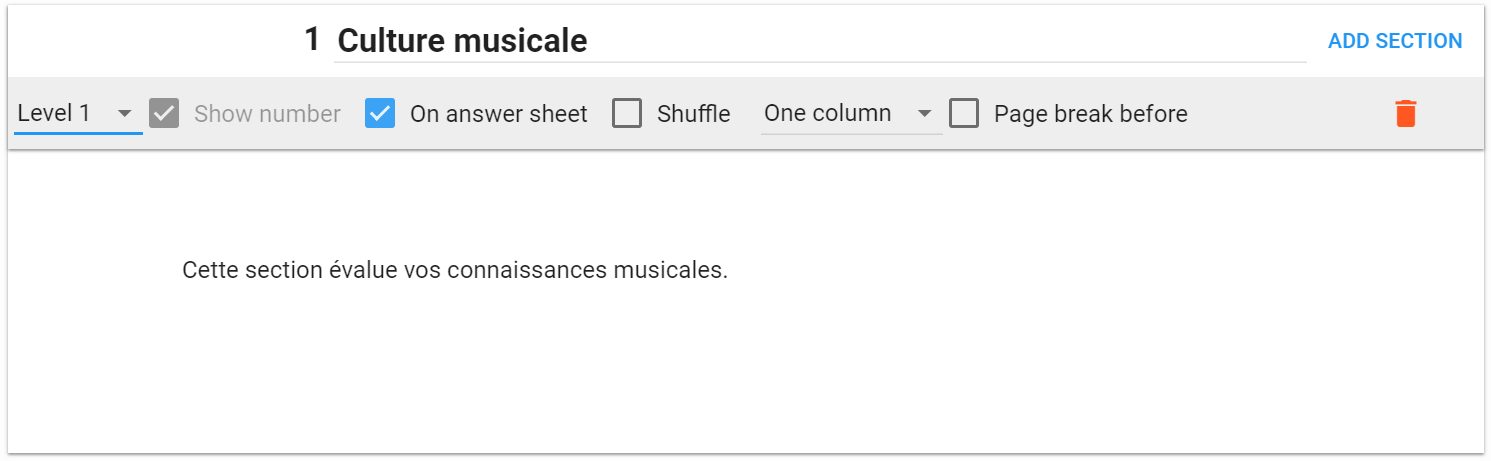 1 Culture musicale ADD SECTION
Level 1 Show number On answer sheet Shuffle One column Page break before
Cette section évalue vos connaissances musicales.